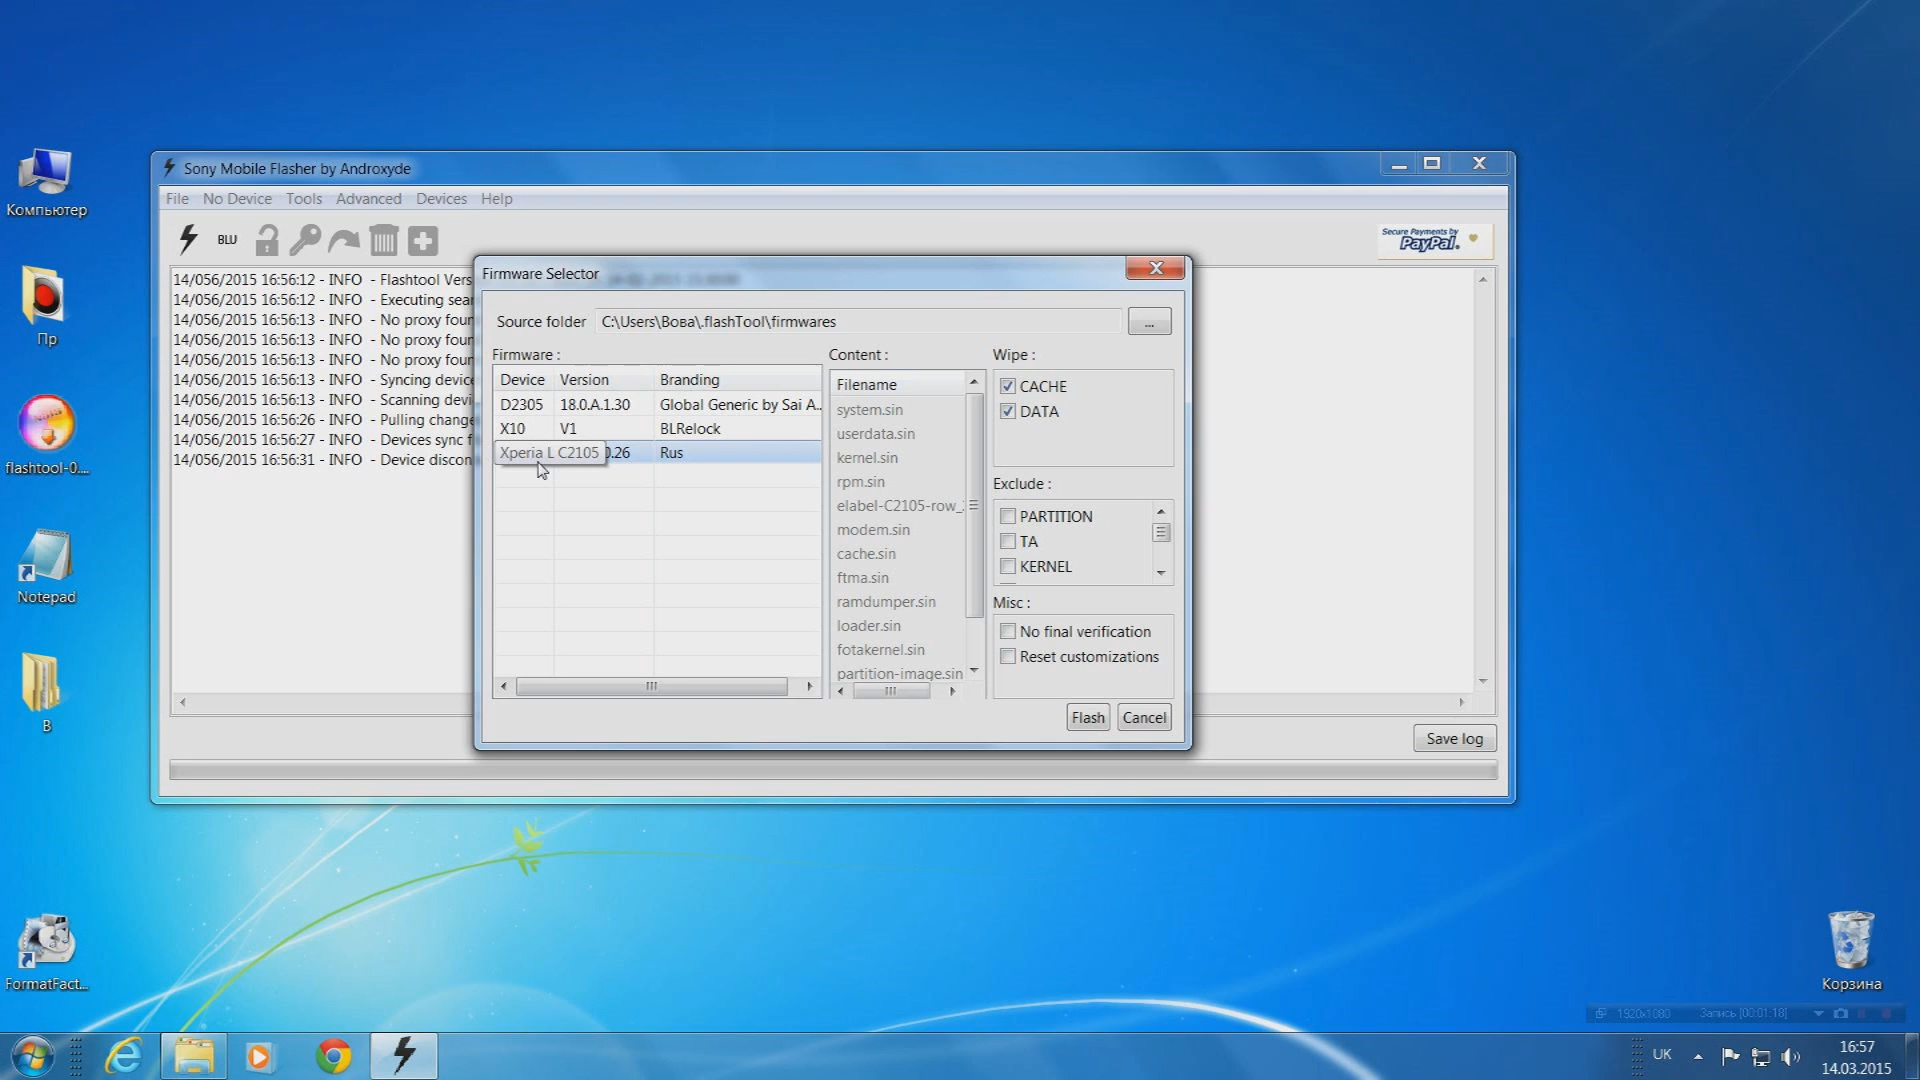 Компьютер
Пр
flashtool-0....
Notepad
В
FormatFact...
Корзина
Sony Mobile Flasher by Androxyde
File No Device Tools Advanced Devices Help
BLU
Secure Payments by
PayPal.
14/056/2015 16:56:12 - INFO - Flashtool Vers
14/056/2015 16:56:12 - INFO - Executing sear
14/056/2015 16:56:13 - INFO - No proxy foun
14/056/2015 16:56:13 - INFO - No proxy foun
14/056/2015 16:56:13 - INFO - No proxy foun
14/056/2015 16:56:13 - INFO - Syncing device
14/056/2015 16:56:13 - INFO - Scanning devi
14/056/2015 16:56:26 - INFO - Pulling change
14/056/2015 16:56:27 - INFO - Devices sync f
14/056/2015 16:56:31 - INFO - Device discon
Save log
Firmware Selector
Source folder C:\Users\Вова\.flashTool\firmwares ...
Firmware :
Device Version Branding
D2305 18.0.A.1.30 Global Generic by Sai A...
X10 V1 BLRelock
Xperia L C2105 0.26 Rus
Content :
Filename
system.sin
userdata.sin
kernel.sin
rpm.sin
elabel-C2105-row_
modem.sin
cache.sin
ftma.sin
ramdumper.sin
loader.sin
fotakernel.sin
partition-image.sin
Wipe :
CACHE
DATA
Exclude :
PARTITION
TA
KERNEL
Misc :
No final verification
Reset customizations
Flash Cancel
1920x1080 Запись [00:01:18]
UK
16:57
14.03.2015